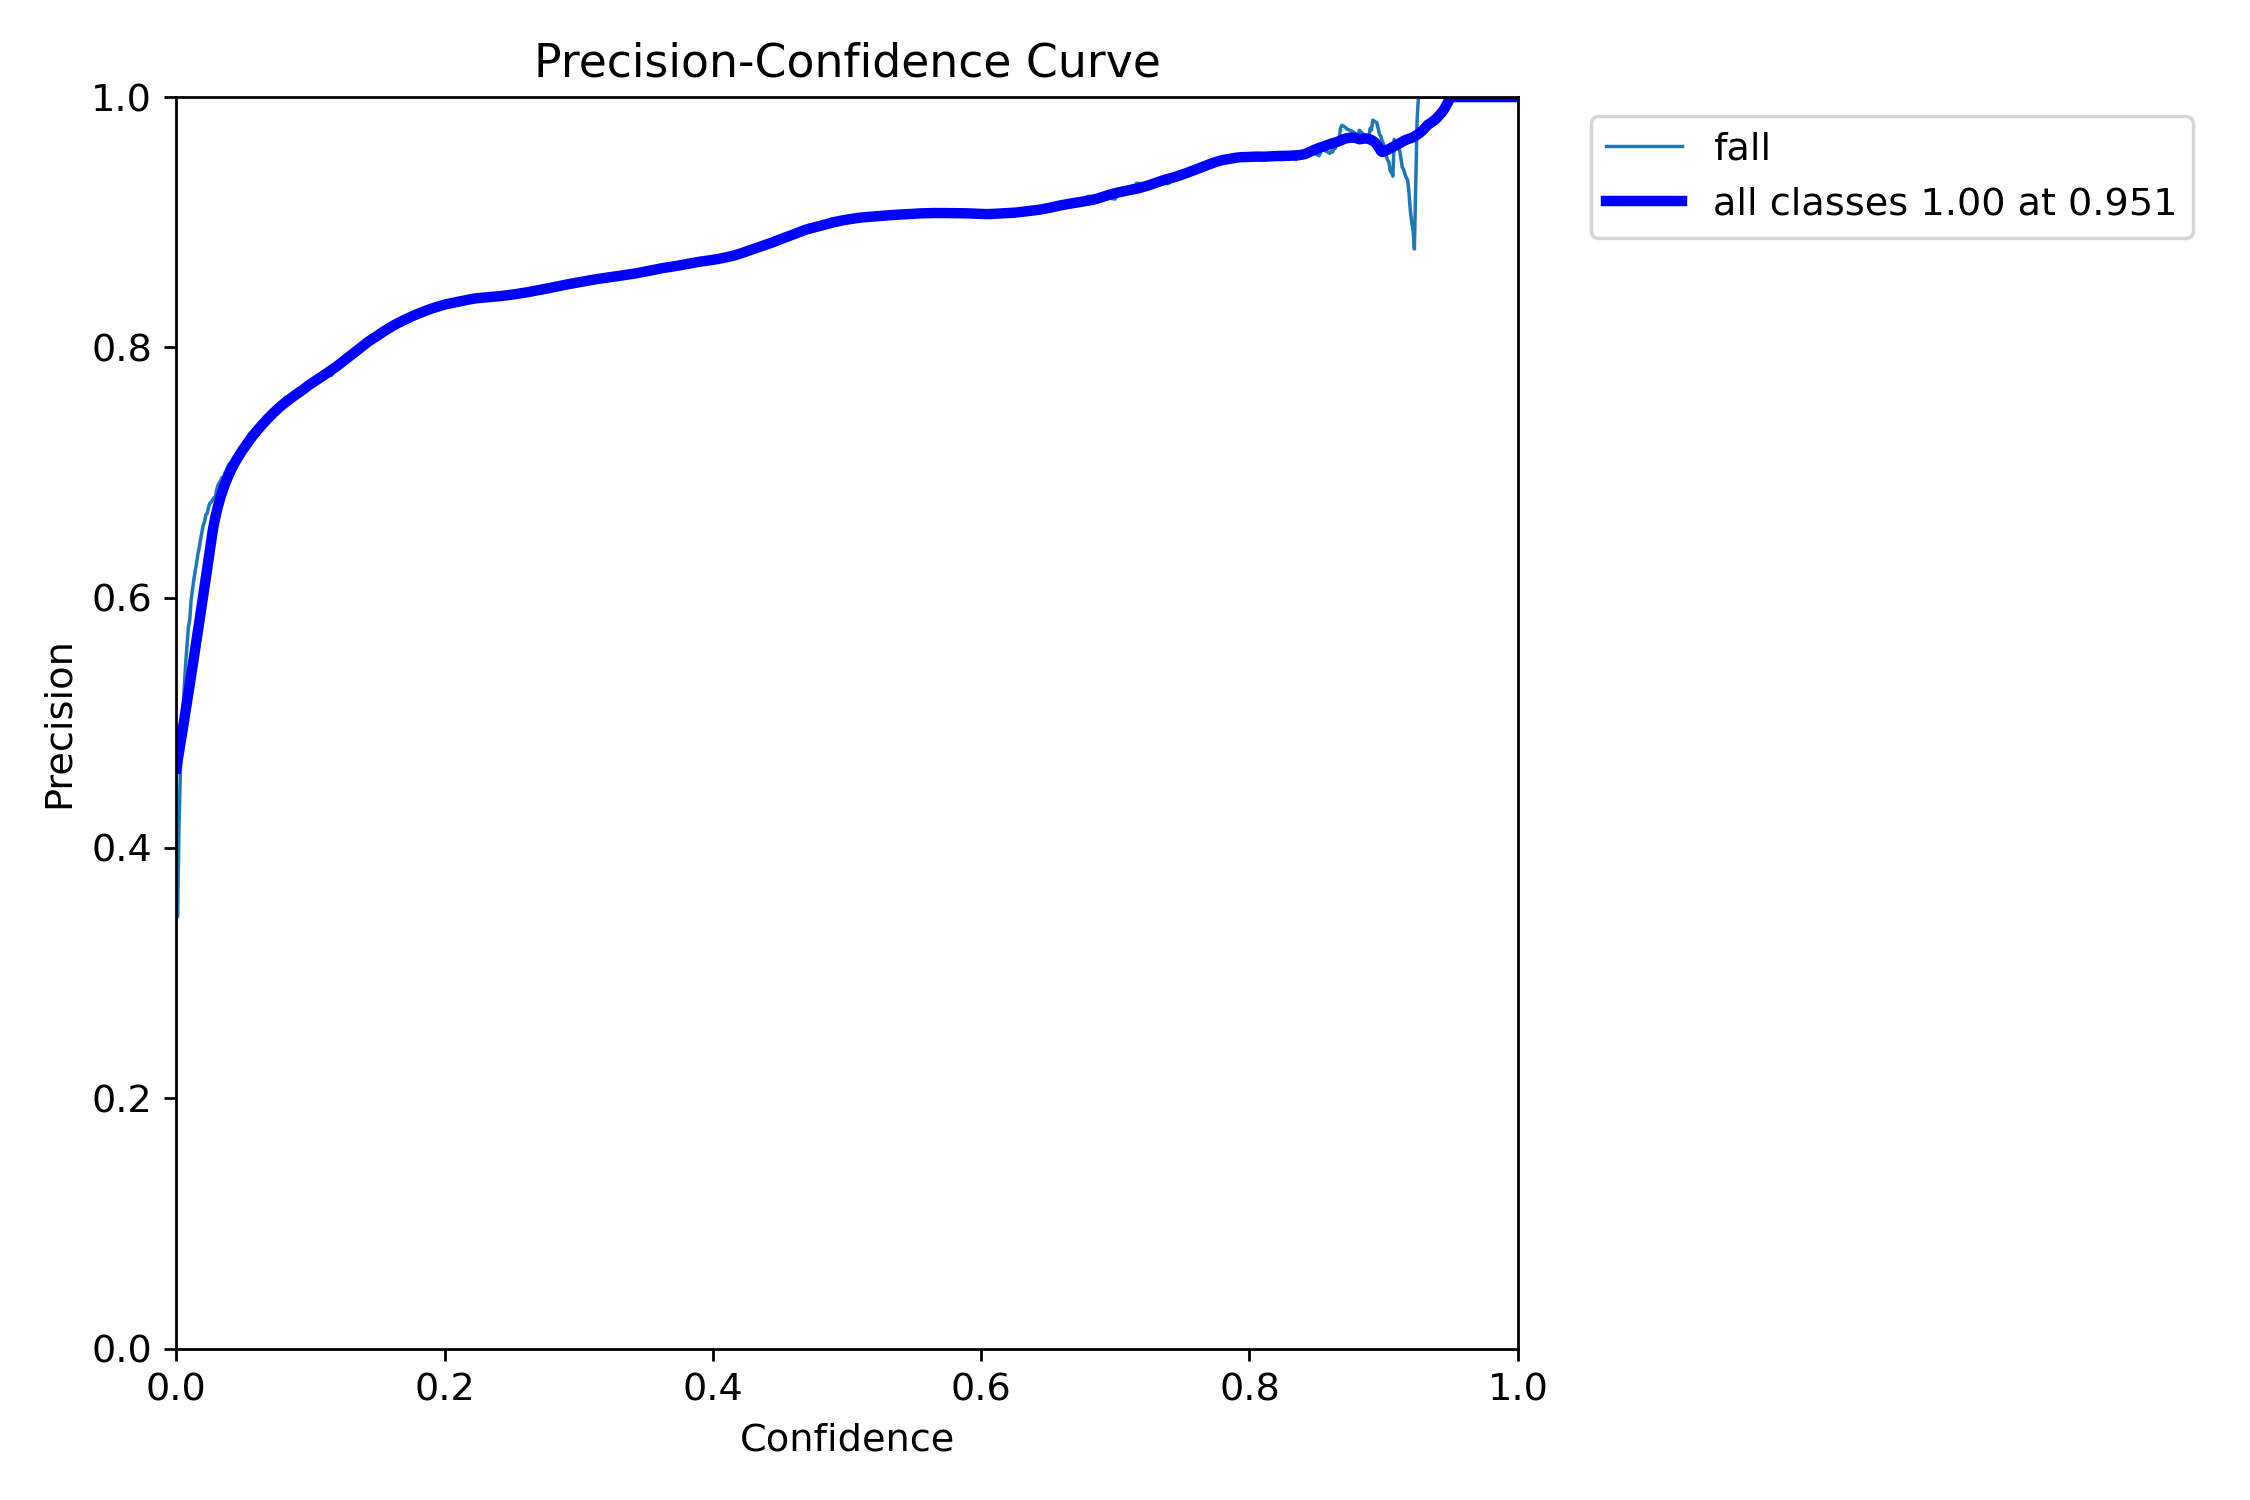 Precision-Confidence Curve
1.0
0.8
0.6
0.4
0.2
0.0
Precision
0.0 0.2 0.4 0.6 0.8 1.0
Confidence
fall
all classes 1.00 at 0.951